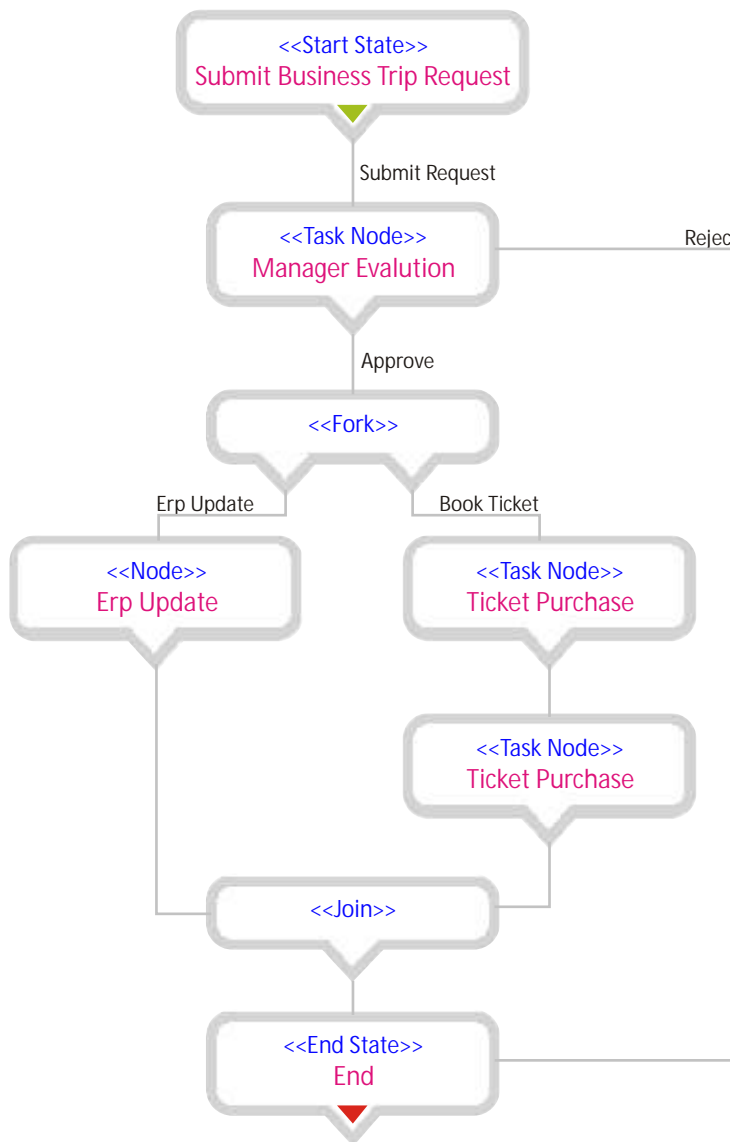 <<Start State>>
Submit Business Trip Request
Submit Request
<<Task Node>>
Manager Evalution
Rejec
Approve
<<Fork>>
Erp Update
Book Ticket
<<Node>>
Erp Update
<<Task Node>>
Ticket Purchase
<<Task Node>>
Ticket Purchase
<<Join>>
<<End State>>
End